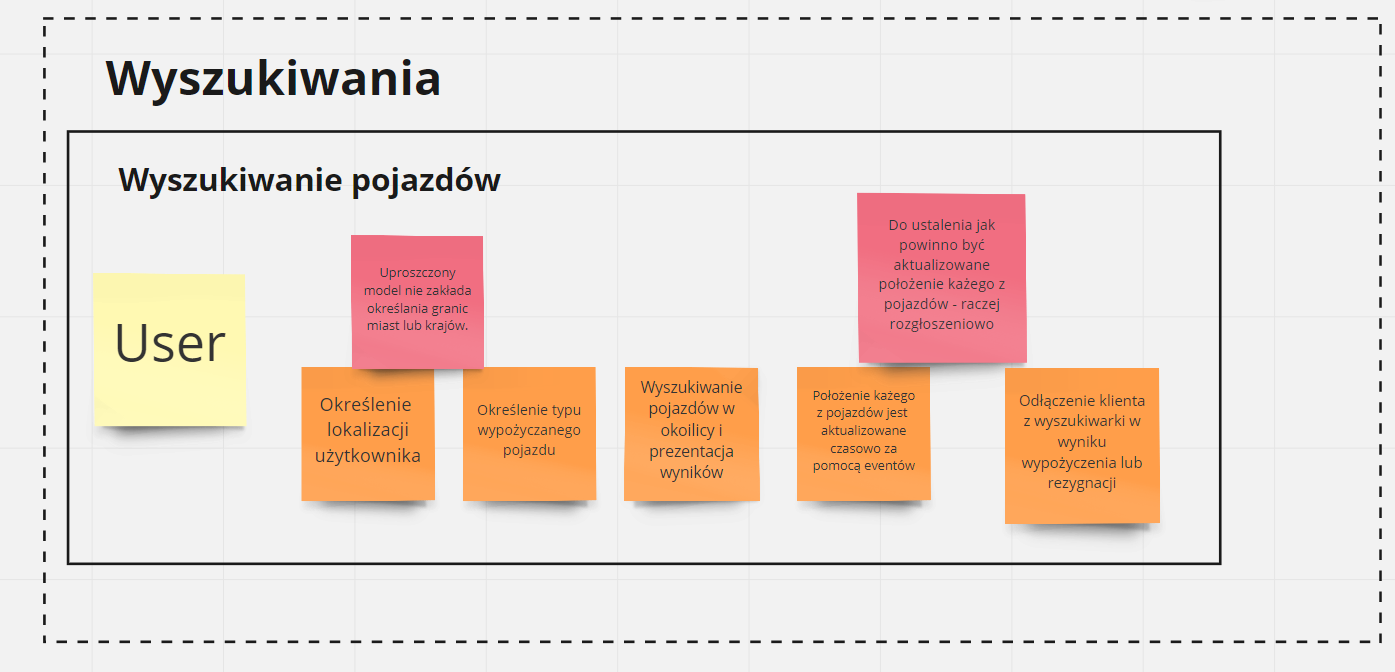 Wyszukiwania
Wyszukiwanie pojazdów
User
Uproszczony
model nie zakłada
określania granic
miast lub krajów.
Określenie
lokalizacji
użytkownika
Określenie typu
wypożyczanego
pojazdu
Wyszukiwanie
pojazdów w
okoilicy i
prezentacja
wyników
Do ustalenia jak
powinno być
aktualizowane
położenie każego z
pojazdów - raczej
rozgłoszeniowo
Położenie każego
z pojazdów jest
aktualizowane
czasowo za
pomocą eventów
Odłączenie klienta
z wyszukiwarki w
wyniku
wypożyczenia lub
rezygnacji